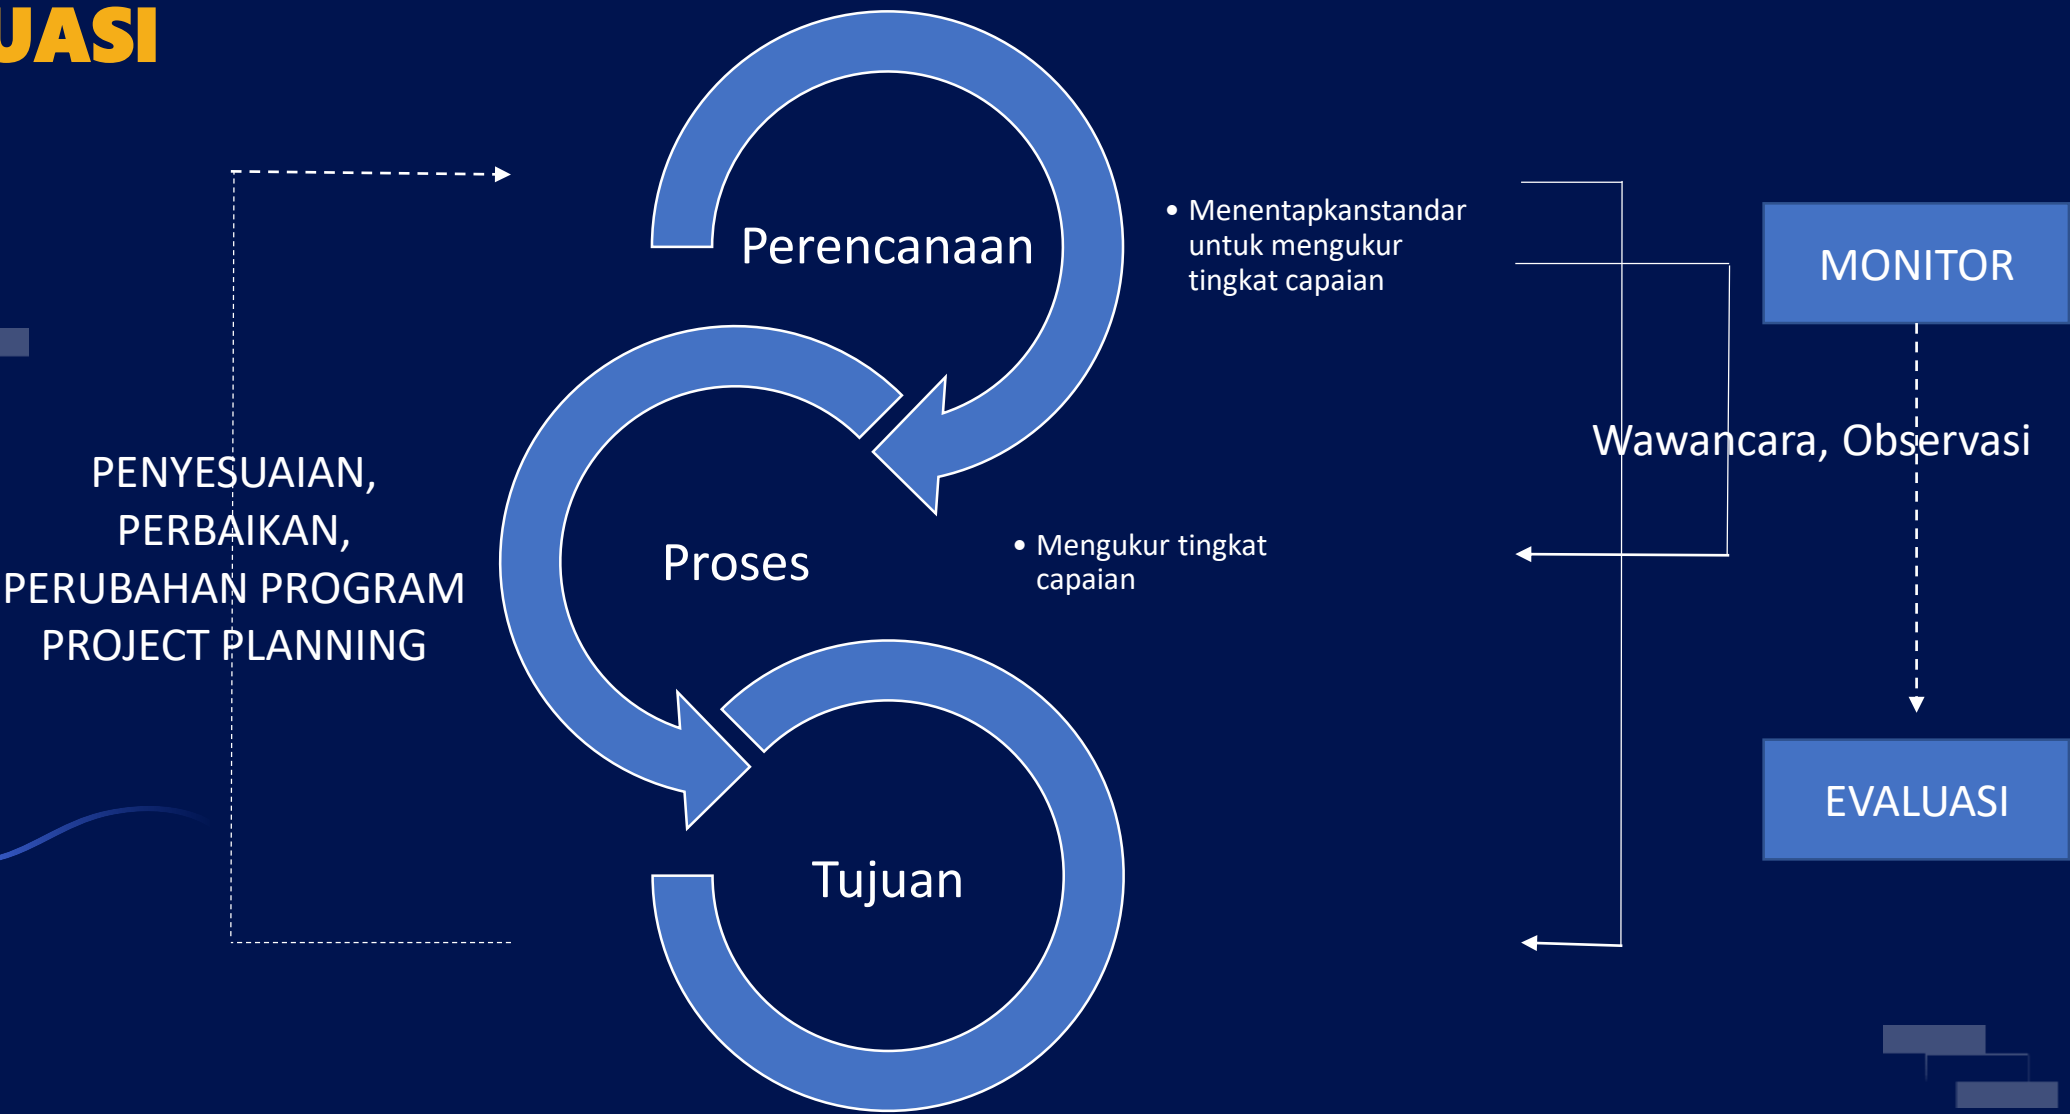 UASI
Perencanaan
• Menentapkanstandar
untuk mengukur
tingkat capaian
MONITOR
Wawancara, Observasi
PENYESUAIAN,
PERBAIKAN,
PERUBAHAN PROGRAM
PROJECT PLANNING
Proses
• Mengukur tingkat
capaian
Tujuan
EVALUASI